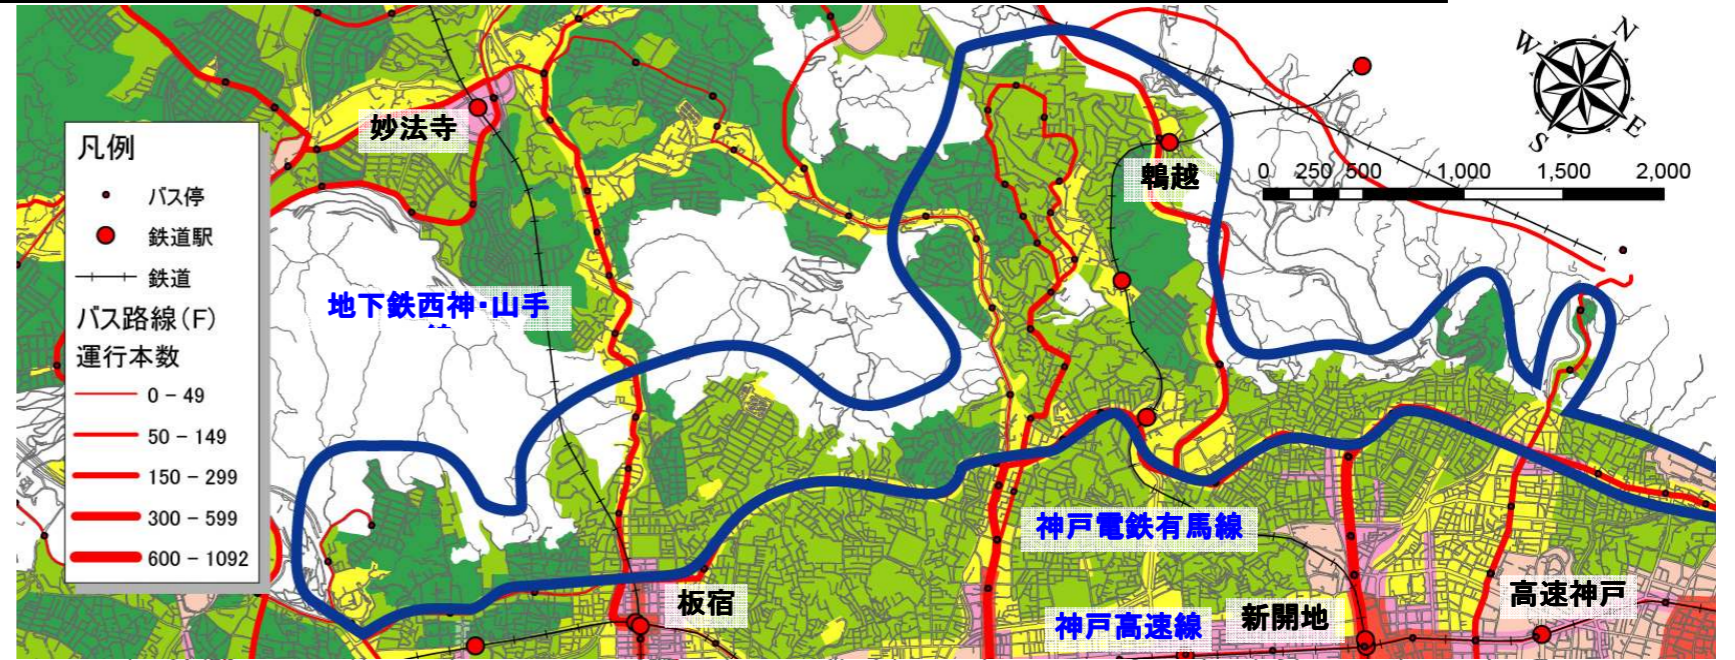 N
W
E
S
0 250 500 1,000 1,500 2,000
妙法寺
鵯越
凡例
バス停
鉄道駅
鉄道
バス路線(F)
運行本数
0 - 49
50 - 149
150 - 299
300 - 599
600 - 1092
地下鉄西神・山手
神戸電鉄有馬線
板宿
神戸高速線
新開地
高速神戸